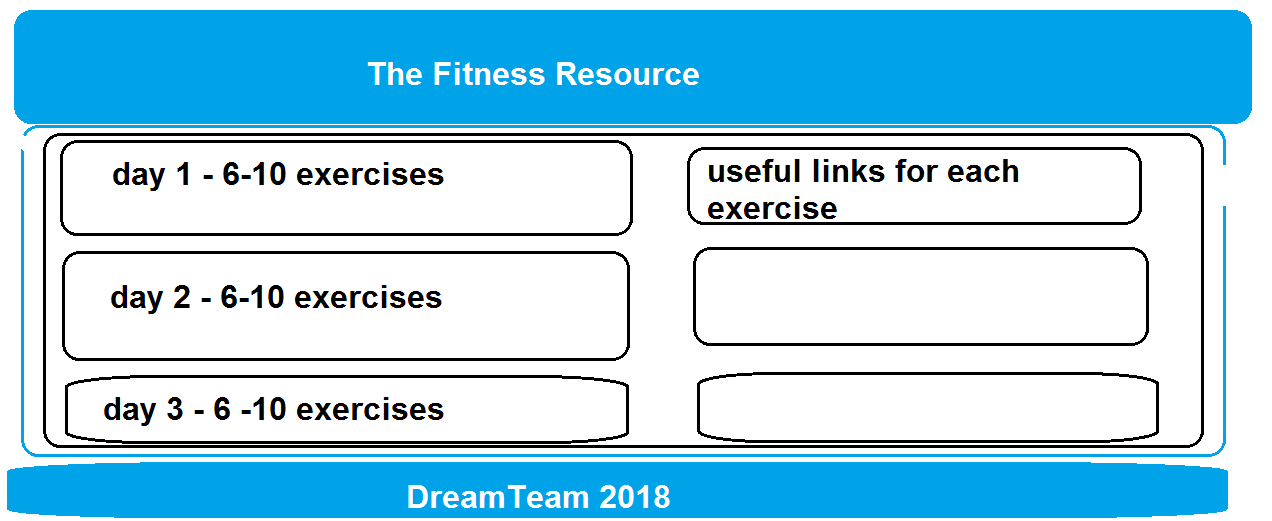 The Fitness Resource
day 1 - 6-10 exercises
useful links for each
exercise
day 2 - 6-10 exercises
day 3 - 6 -10 exercises
DreamTeam 2018